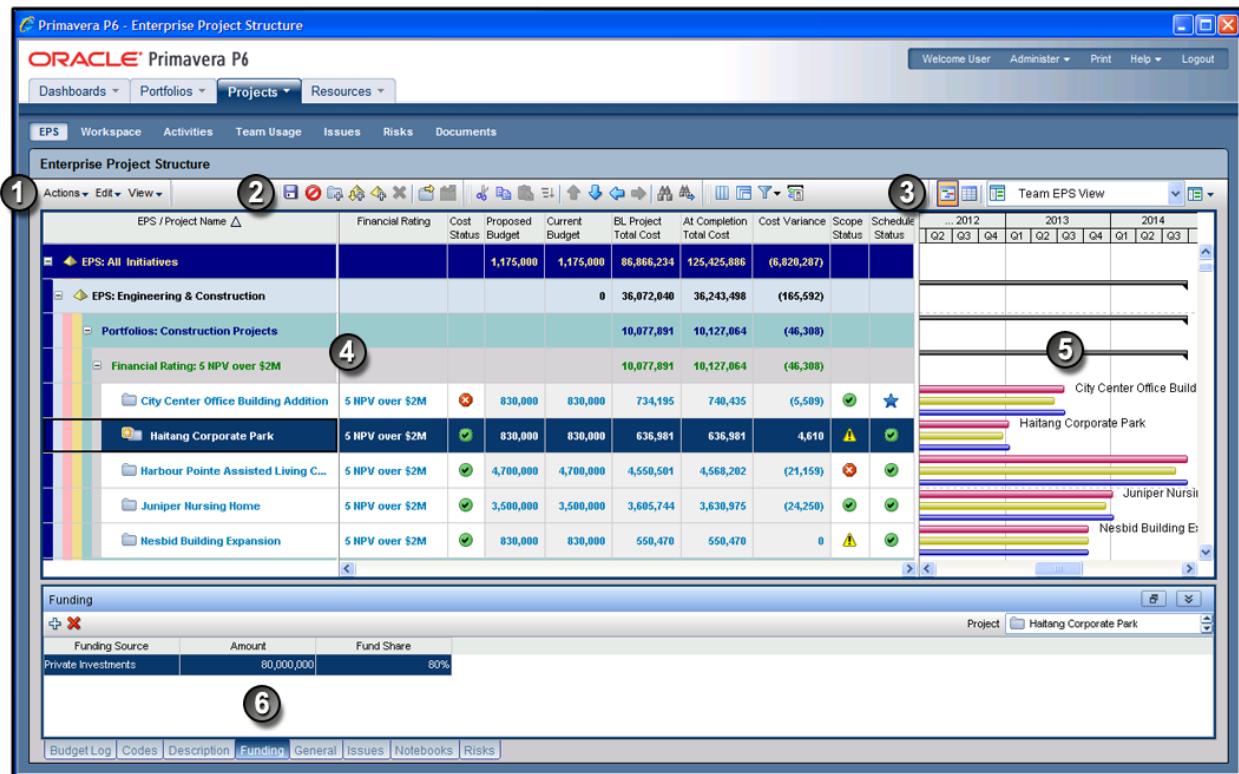 Primavera P6 - Enterprise Project Structure
ORACLE® Primavera P6
Welcome User Administer Print Help Logout
Dashboards Portfolios Projects Resources
EPS Workspace Activities Team Usage Issues Risks Documents
Enterprise Project Structure
1 Actions Edit View 2 3 Team EPS View
EPS / Project Name Financial Rating Cost Status Proposed Budget Current Budget BL Project Total Cost At Completion Total Cost Cost Variance Scope Status Schedule Status ... 2012 2013 2014
Q2 Q3 Q4 Q1 Q2 Q3 Q4 Q1 Q2 Q3
EPS: All Initiatives 1,175,000 1,175,000 86,866,234 125,425,886 (6,820,287)
EPS: Engineering & Construction 0 36,072,040 36,243,498 (165,592)
Portfolios: Construction Projects 10,077,891 10,127,064 (46,308)
4 5
Financial Rating: 5 NPV over $2M 10,077,891 10,127,064 (46,308)
City Center Office Building Addition 5 NPV over $2M 830,000 830,000 734,195 740,435 (5,509) City Center Office Build
Haitang Corporate Park 5 NPV over $2M 830,000 830,000 636,981 636,981 4,610 Haitang Corporate Park
Harbour Pointe Assisted Living C... 5 NPV over $2M 4,700,000 4,700,000 4,550,501 4,568,202 (21,159)
Juniper Nursing Home 5 NPV over $2M 3,500,000 3,500,000 3,605,744 3,630,975 (24,250) Juniper Nursi
Nesbid Building Expansion 5 NPV over $2M 830,000 830,000 550,470 550,470 0 Nesbid Building Ex
Funding
Project Haitang Corporate Park
Funding Source Amount Fund Share
Private Investments 80,000,000 80%
6
Budget Log Codes Description Funding General Issues Notebooks Risks